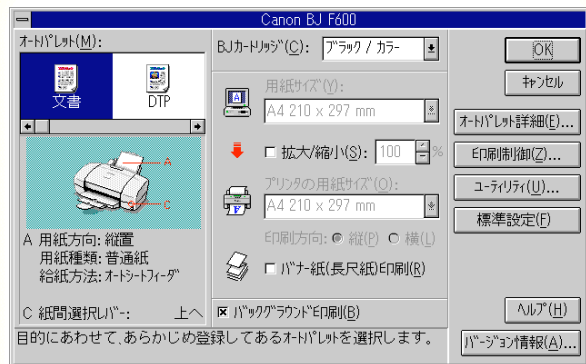 Canon BJ F600
ｵｰﾄﾊﾟﾚｯﾄ(M):
文書
DTP
A
C
A 用紙方向: 縦置
用紙種類: 普通紙
給紙方法: ｵｰﾄｼｰﾄﾌｨｰﾀﾞ
C 紙間選択ﾚﾊﾞｰ: 上へ
BJｶｰﾄﾘｯｼﾞ(C): ﾌﾞﾗｯｸ / ｶﾗｰ
用紙ｻｲｽﾞ(Y):
A4 210 x 297 mm
拡大/縮小(S): 100 %
ﾌﾟﾘﾝﾀの用紙ｻｲｽﾞ(O):
A4 210 x 297 mm
印刷方向: 縦(P) 横(L)
ﾊﾞﾅｰ紙(長尺紙)印刷(R)
ﾊﾞｯｸｸﾞﾗｳﾝﾄﾞ印刷(B)
OK
ｷｬﾝｾﾙ
ｵｰﾄﾊﾟﾚｯﾄ詳細(E)...
印刷制御(Z)...
ﾕｰﾃｨﾘﾃｨ(U)...
標準設定(F)
ﾍﾙﾌﾟ(H)
ﾊﾞｰｼﾞｮﾝ情報(A)...
目的にあわせて、あらかじめ登録してあるｵｰﾄﾊﾟﾚｯﾄを選択します。